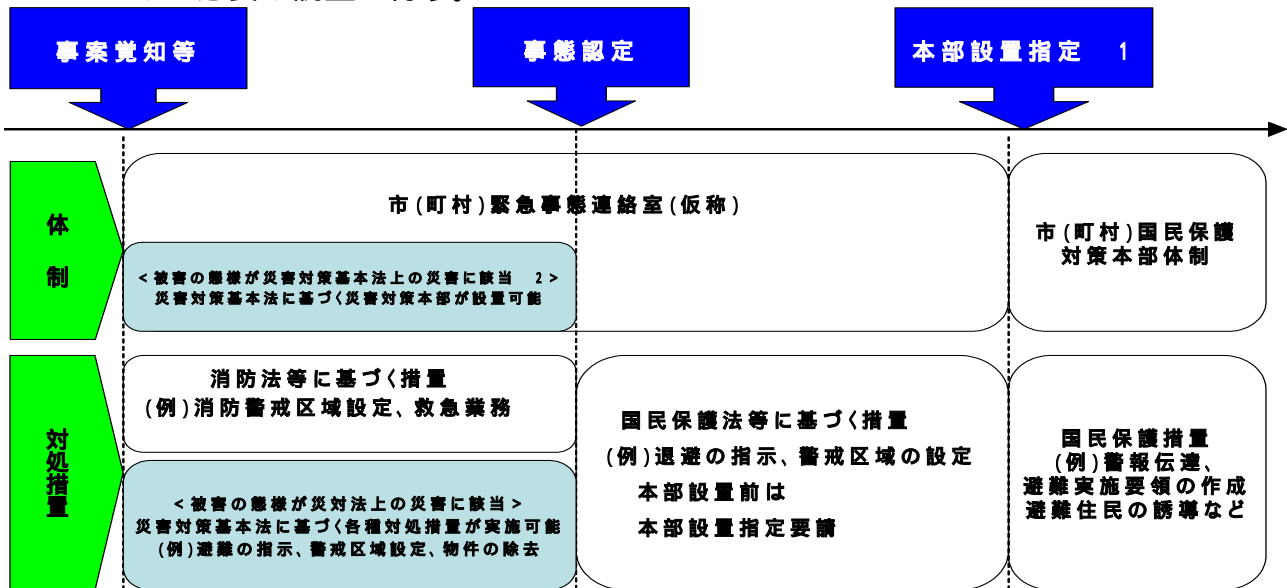 事案覚知等
事態認定
本部設置指定 1
体制
市(町村)緊急事態連絡室(仮称)
<被害の態様が災害対策基本法上の災害に該当 2>
災害対策基本法に基づく災害対策本部が設置可能
市(町村)国民保護
対策本部体制
対処措置
消防法等に基づく措置
(例)消防警戒区域設定、救急業務
<被害の態様が災対法上の災害に該当>
災害対策基本法に基づく各種対処措置が実施可能
(例)避難の指示、警戒区域設定、物件の除去
国民保護法等に基づく措置
(例)退避の指示、警戒区域の設定
本部設置前は
本部設置指定要請
国民保護措置
(例)警報伝達、
避難実施要領の作成
避難住民の誘導など